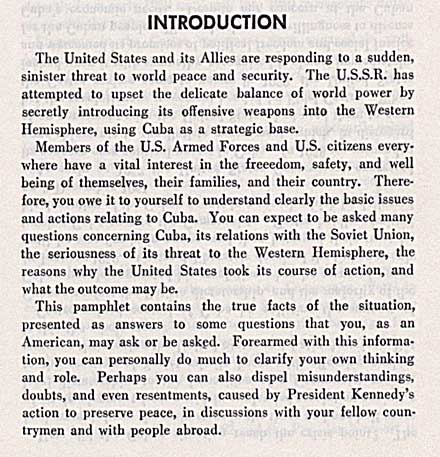 INTRODUCTION
The United States and its Allies are responding to a sudden,
sinister threat to world peace and security. The U.S.S.R. has
attempted to upset the delicate balance of world power by
secretly introducing its offensive weapons into the Western
Hemisphere, using Cuba as a strategic base.
Members of the U.S. Armed Forces and U.S. citizens every-
where have a vital interest in the freeedom, safety, and well
being of themselves, their families, and their country. There-
fore, you owe it to yourself to understand clearly the basic issues
and actions relating to Cuba. You can expect to be asked many
questions concerning Cuba, its relations with the Soviet Union,
the seriousness of its threat to the Western Hemisphere, the
reasons why the United States took its course of action, and
what the outcome may be.
This pamphlet contains the true facts of the situation,
presented as answers to some questions that you, as an
American, may ask or be asked. Forearmed with this informa-
tion, you can personally do much to clarify your own thinking
and role. Perhaps you can also dispel misunderstandings,
doubts, and even resentments, caused by President Kennedy's
action to preserve peace, in discussions with your fellow coun-
trymen and with people abroad.